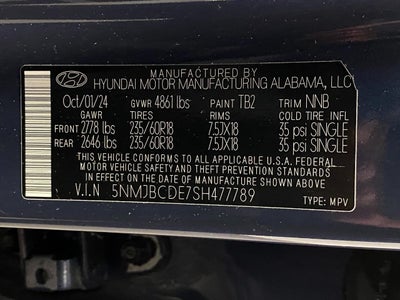 MANUFACTURED BY
HYUNDAI MOTOR MANUFACTURING ALABAMA, LLC
Oct/01/24 GVWR 4861 lbs PAINT TB2 TRIM NNB
GAWR TIRES RIMS COLD TIRE INFL
FRONT 2778 lbs 235/60R18 7.5JX18 35 psi SINGLE
REAR 2646 lbs 235/60R18 7.5JX18 35 psi SINGLE
THIS VEHICLE CONFORMS TO ALL APPLICABLE U.S.A. FEDERAL
MOTOR VEHICLE SAFETY AND THEFT PREVENTION STANDARDS
IN EFFECT ON THE DATE OF MANUFACTURE SHOWN ABOVE.
V.I.N 5NMJBCDE7SH477789
TYPE: MPV